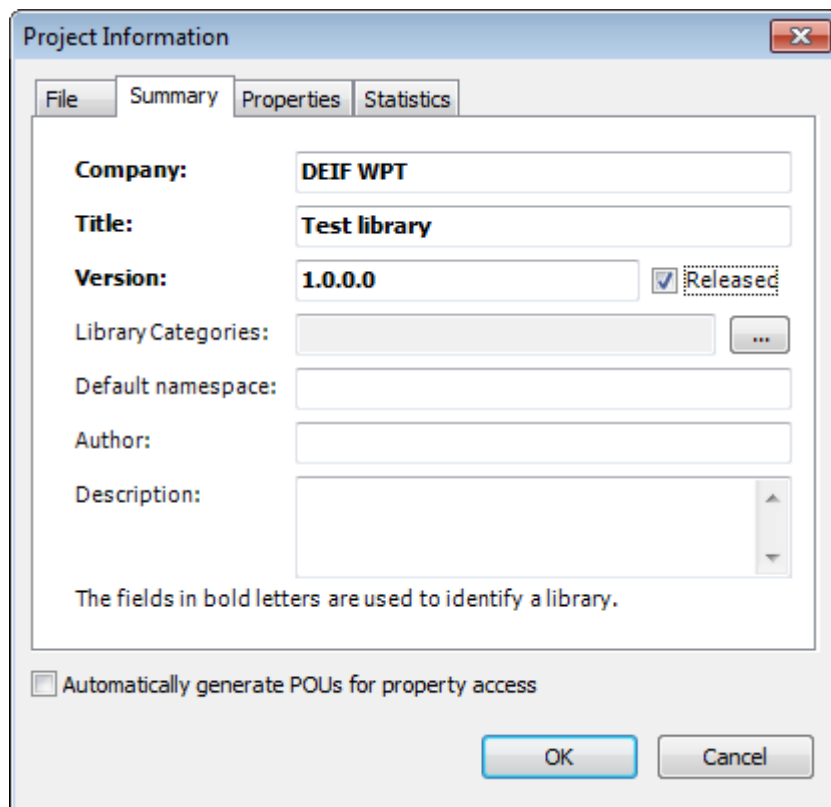 Project Information
File Summary Properties Statistics
Company: DEIF WPT
Title: Test library
Version: 1.0.0.0 Released
Library Categories: ...
Default namespace:
Author:
Description:
The fields in bold letters are used to identify a library.
Automatically generate POUs for property access
OK Cancel